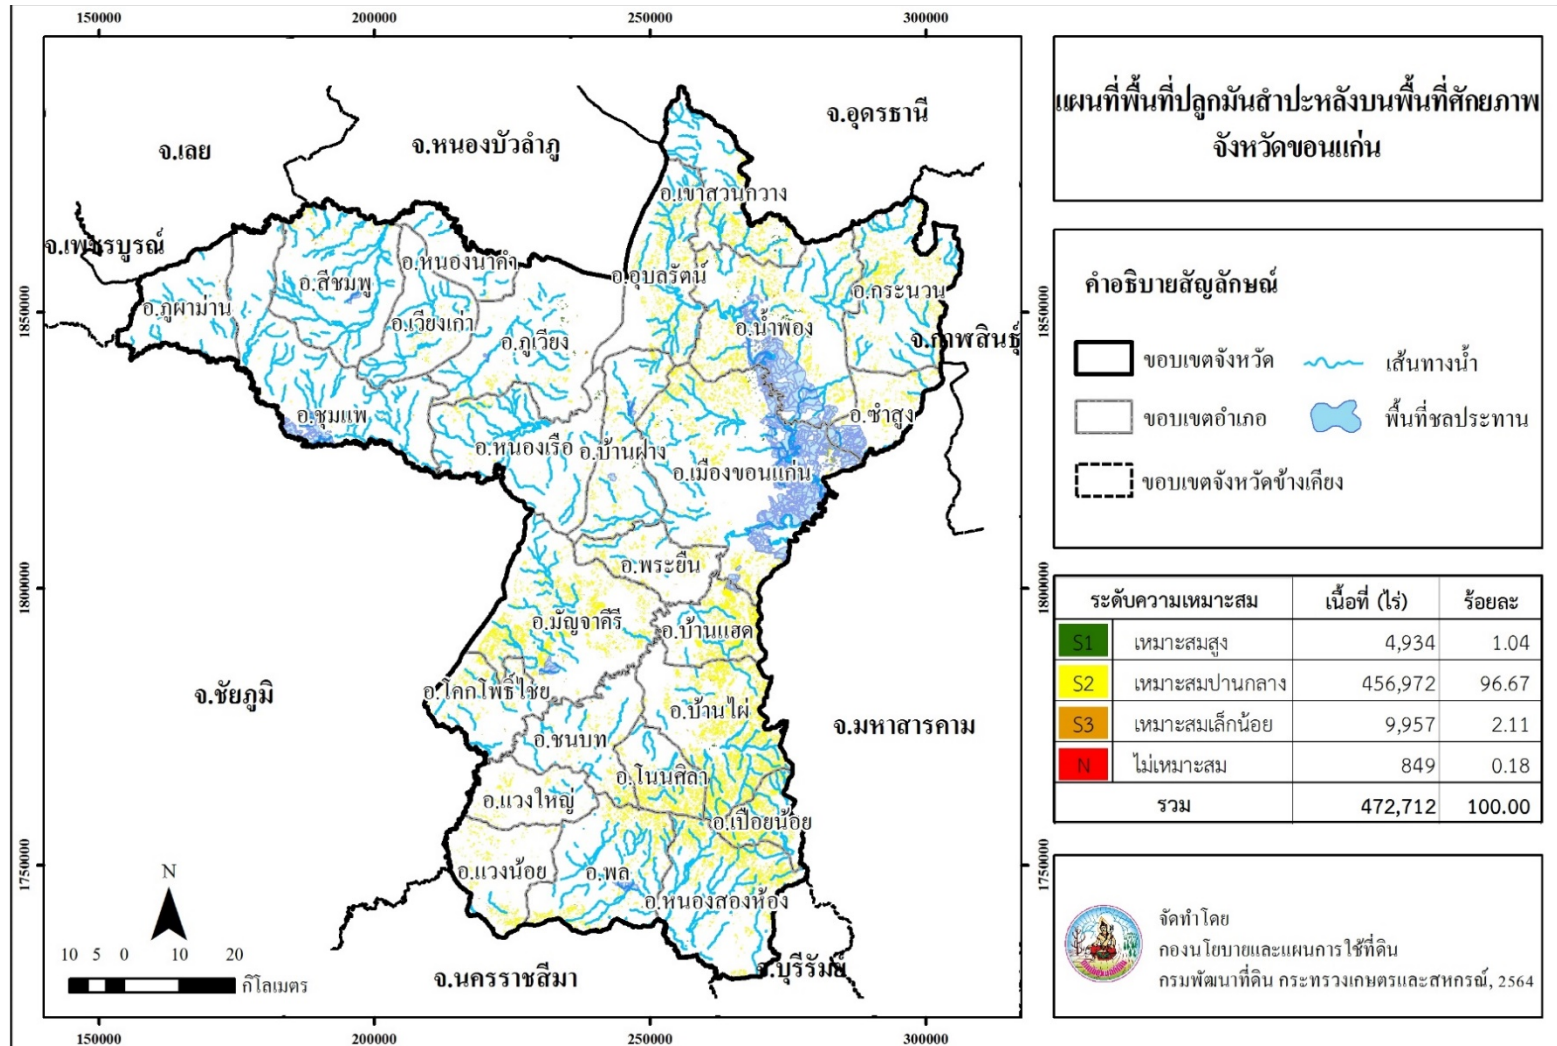 150000 200000 250000 300000
แผนที่พื้นที่ปลูกมันสำปะหลังบนพื้นที่ศักยภาพ
จังหวัดขอนแก่น
จ.อุดรธานี
จ.หนองบัวลำภู
จ.เลย
จ.เพชรบูรณ์
อ.เขาสวนกวาง
อ.หนองนาคำ
อ.สีชมพู
อ.อุบลรัตน์
อ.กระนวน
อ.ภูผาม่าน
อ.เวียงเก่า
อ.ภูเวียง
อ.น้ำพอง
จ.กาฬสินธุ์
1850000 1850000
อ.ชุมแพ
อ.ซำสูง
อ.หนองเรือ
อ.บ้านฝาง
อ.เมืองขอนแก่น
อ.พระยืน
1800000 1800000
อ.มัญจาคีรี
อ.บ้านแฮด
จ.ชัยภูมิ
อ.โคกโพธิ์ไชย
อ.บ้านไผ่
จ.มหาสารคาม
อ.ชนบท
อ.โนนศิลา
อ.แวงใหญ่
อ.เปือยน้อย
อ.แวงน้อย
อ.พล
อ.หนองสองห้อง
1750000 1750000
จ.นครราชสีมา
จ.บุรีรัมย์
N
10 5 0 10 20
กิโลเมตร
150000 200000 250000 300000
คำอธิบายสัญลักษณ์
ขอบเขตจังหวัด เส้นทางน้ำ
ขอบเขตอำเภอ พื้นที่ชลประทาน
ขอบเขตจังหวัดข้างเคียง
ระดับความเหมาะสม เนื้อที่ (ไร่) ร้อยละ
S1 เหมาะสมสูง 4,934 1.04
S2 เหมาะสมปานกลาง 456,972 96.67
S3 เหมาะสมเล็กน้อย 9,957 2.11
N ไม่เหมาะสม 849 0.18
รวม 472,712 100.00
จัดทำโดย
กองนโยบายและแผนการใช้ที่ดิน
กรมพัฒนาที่ดิน กระทรวงเกษตรและสหกรณ์, 2564